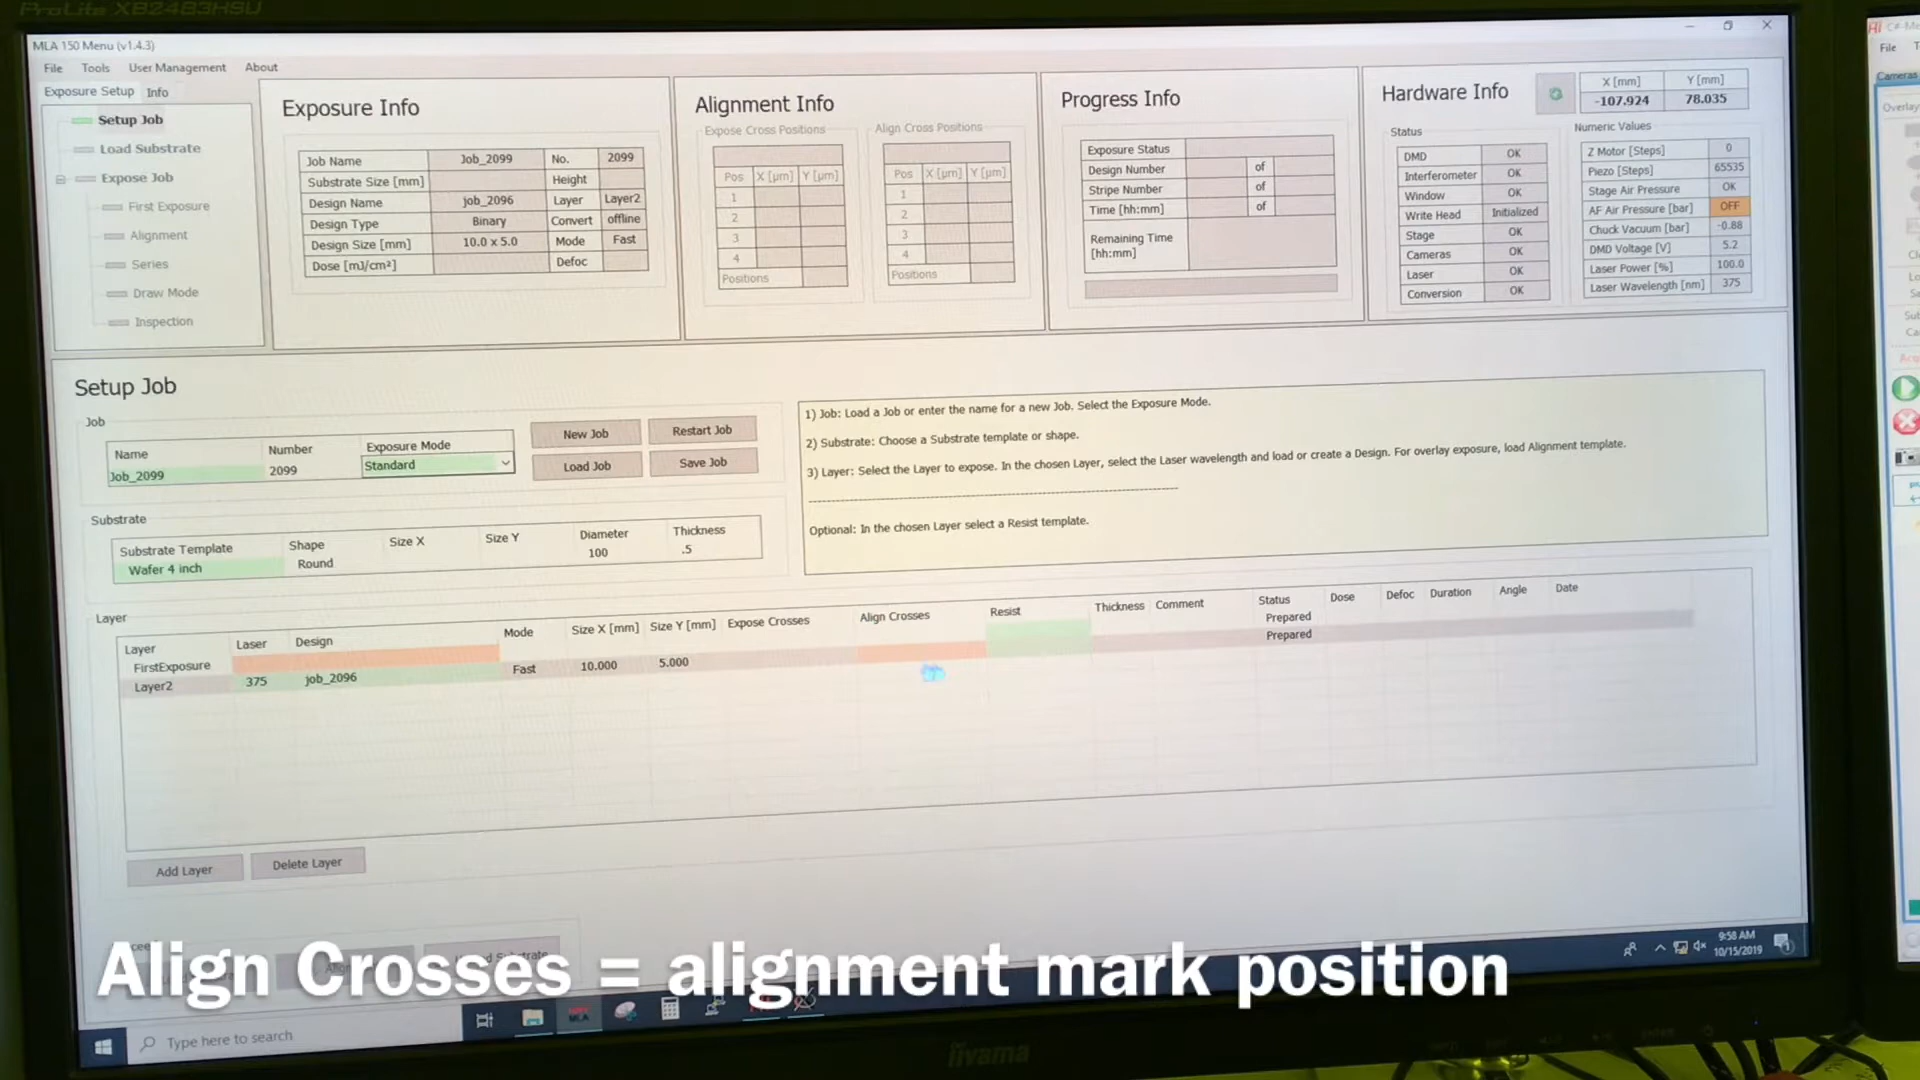 ProLite XB2483HSU
MLA 150 Menu (v1.4.3)
File Tools User Management About
Exposure Setup Info
Setup Job
Load Substrate
Expose Job
First Exposure
Alignment
Series
Draw Mode
Inspection
Exposure Info
Job Name Job_2099 No. 2099
Substrate Size [mm] Height
Design Name job_2096 Layer Layer2
Design Type Binary Convert offline
Design Size [mm] 10.0 x 5.0 Mode Fast
Dose [mJ/cm²] Defoc
Alignment Info
Expose Cross Positions
Pos X [µm] Y [µm]
1
2
3
4
Positions
Align Cross Positions
Pos X [µm] Y [µm]
1
2
3
4
Positions
Progress Info
Exposure Status
Design Number of
Stripe Number of
Time [hh:mm] of
Remaining Time
[hh:mm]
Hardware Info
X [mm] Y [mm]
-107.924 78.035
Status
DMD OK
Interferometer OK
Window OK
Write Head Initialized
Stage OK
Cameras OK
Laser OK
Conversion OK
Numeric Values
Z Motor [Steps] 0
Piezo [Steps] 65535
Stage Air Pressure OK
AF Air Pressure [bar] OFF
Chuck Vacuum [bar] -0.88
DMD Voltage [V] 5.2
Laser Power [%] 100.0
Laser Wavelength [nm] 375
Setup Job
Job
Name Number Exposure Mode
Job_2099 2099 Standard
New Job Restart Job
Load Job Save Job
1) Job: Load a Job or enter the name for a new Job. Select the Exposure Mode.
2) Substrate: Choose a Substrate template or shape.
3) Layer: Select the Layer to expose. In the chosen Layer, select the Laser wavelength and load or create a Design. For overlay exposure, load Alignment template.
Optional: In the chosen Layer select a Resist template.
Substrate
Substrate Template Shape Size X Size Y Diameter Thickness
Wafer 4 inch Round 100 .5
Layer
Layer Laser Design Mode Size X [mm] Size Y [mm] Expose Crosses Align Crosses Resist Thickness Comment Status Dose Defoc Duration Angle Date
FirstExposure Prepared
Layer2 375 job_2096 Fast 10.000 5.000 Prepared
Add Layer Delete Layer
Align Crosses = alignment mark position
9:58 AM
10/15/2019
Type here to search
iiyama
File
Cameras